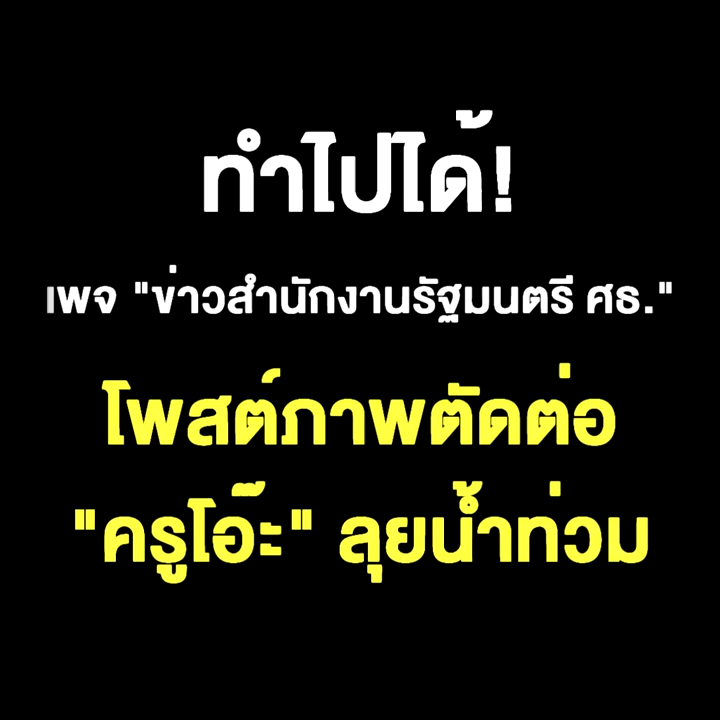 ทำไปได้!
เพจ "ข่าวสำนักงานรัฐมนตรี ศธ."
โพสต์ภาพตัดต่อ
"ครูโอ๊ะ" ลุยน้ำท่วม